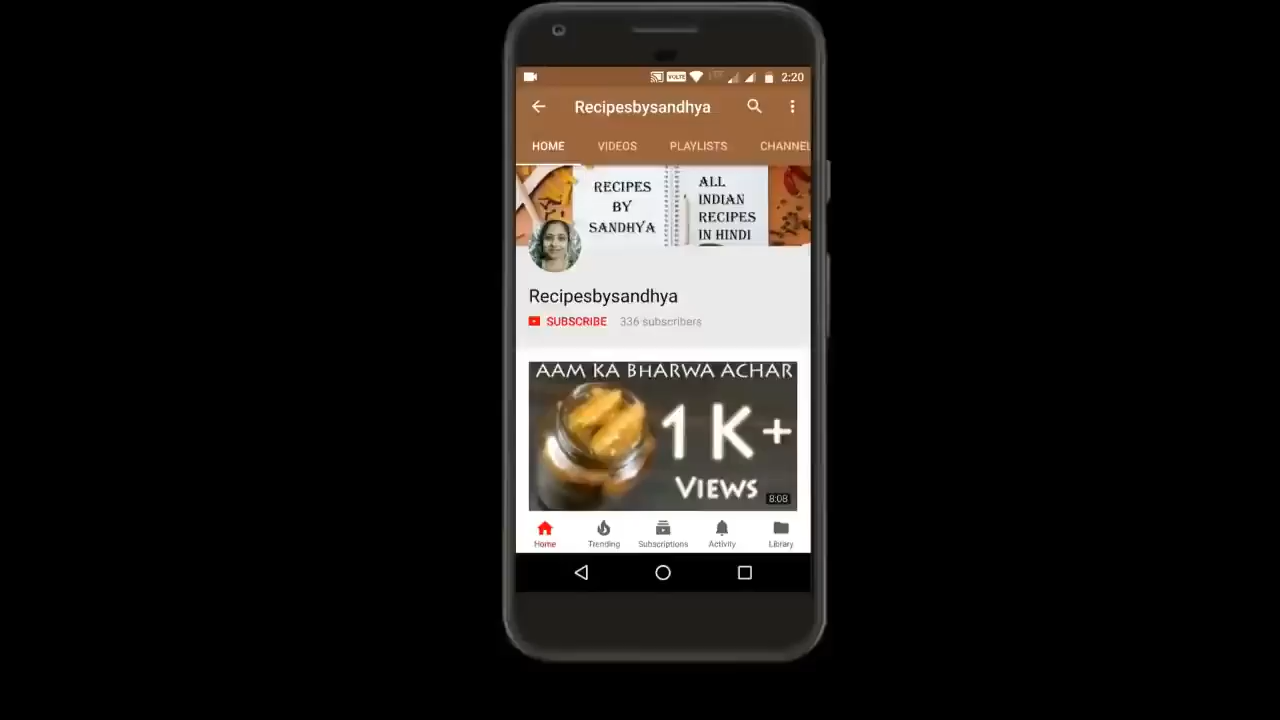 VOLTE 2:20
Recipesbysandhya
HOME VIDEOS PLAYLISTS CHANNEL
RECIPES
BY
SANDHYA
ALL
INDIAN
RECIPES
IN HINDI
Recipesbysandhya
SUBSCRIBE 336 subscribers
AAM KA BHARWA ACHAR
1K+
VIEWS
8:08
Home Trending Subscriptions Activity Library